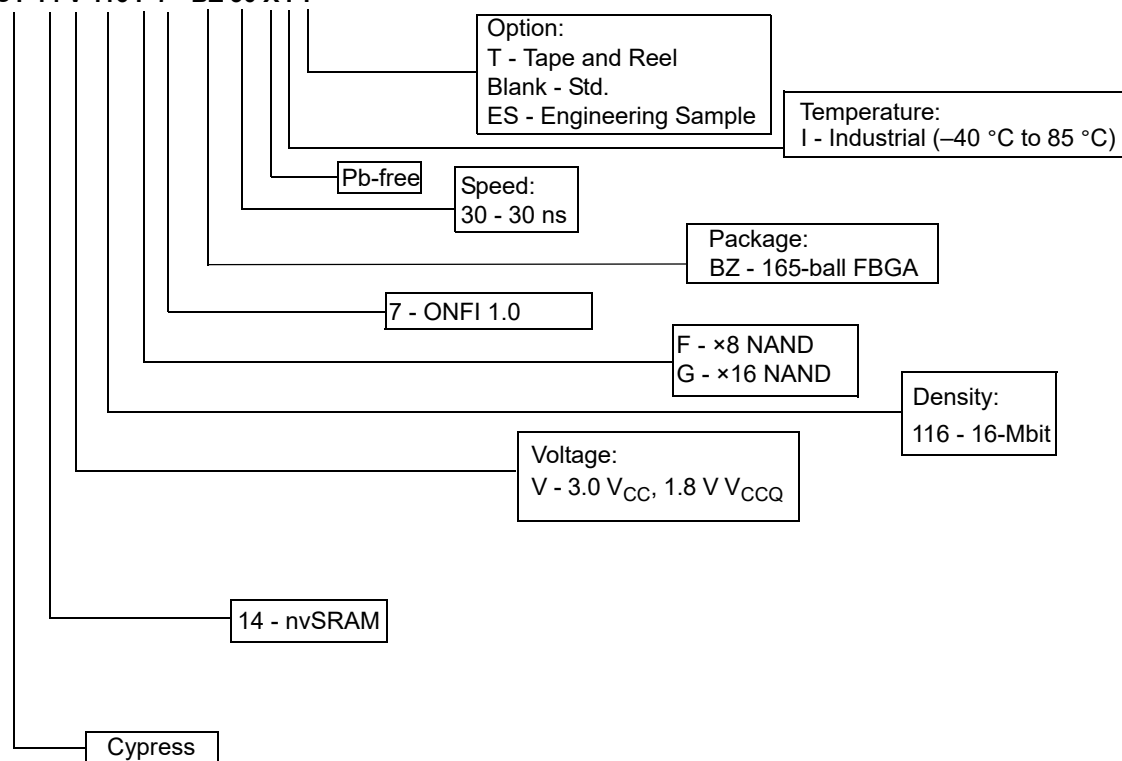 Option:
T - Tape and Reel
Blank - Std.
ES - Engineering Sample
Temperature:
I - Industrial (–40 °C to 85 °C)
Pb-free
Speed:
30 - 30 ns
Package:
BZ - 165-ball FBGA
7 - ONFI 1.0
F - ×8 NAND
G - ×16 NAND
Density:
116 - 16-Mbit
Voltage:
V - 3.0 VCC, 1.8 V VCCQ
14 - nvSRAM
Cypress